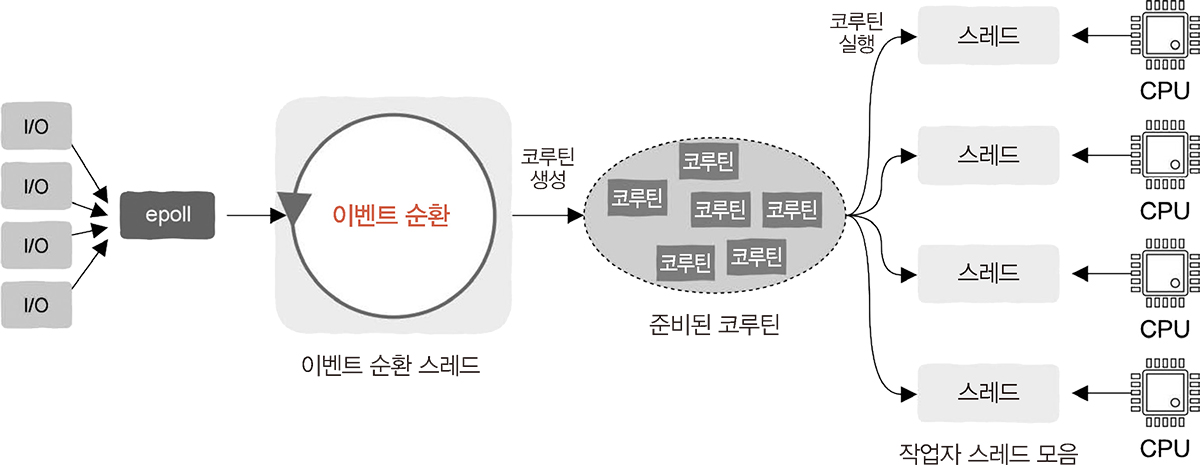 I/O
I/O
I/O
I/O
epoll
이벤트 순환
이벤트 순환 스레드
코루틴
생성
코루틴
코루틴
코루틴
코루틴
코루틴
코루틴
준비된 코루틴
코루틴
실행
스레드
CPU
스레드
CPU
스레드
CPU
스레드
CPU
작업자 스레드 모음